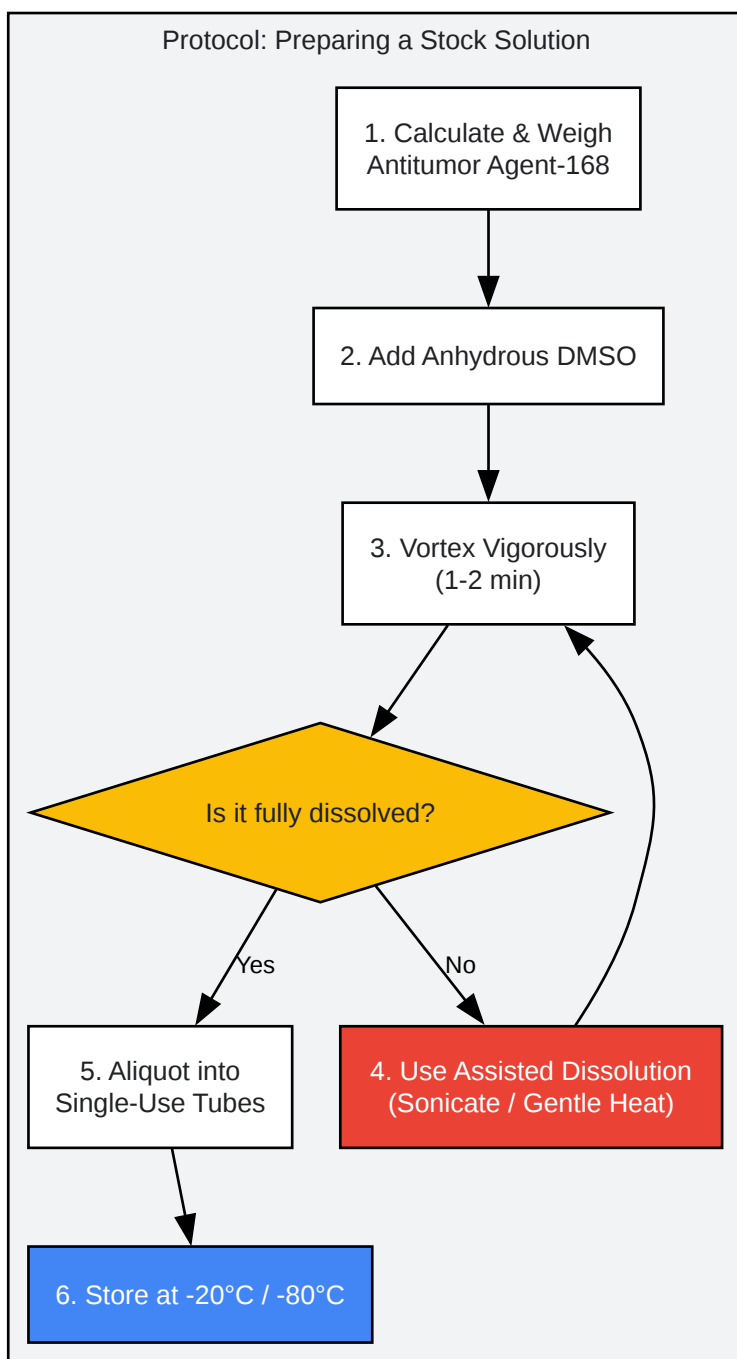 Protocol: Preparing a Stock Solution
1. Calculate & Weigh
Antitumor Agent-168
2. Add Anhydrous DMSO
3. Vortex Vigorously
(1-2 min)
Is it fully dissolved?
Yes
No
5. Aliquot into
Single-Use Tubes
4. Use Assisted Dissolution
(Sonicate / Gentle Heat)
6. Store at -20°C / -80°C